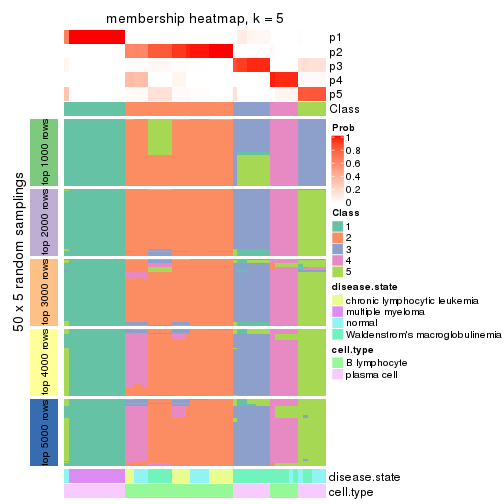 membership heatmap, k = 5
p1
p2
p3
p4
p5
Class
50 x 5 random samplings
top 1000 rows
top 2000 rows
top 3000 rows
top 4000 rows
top 5000 rows
disease.state
cell.type
Prob
1
0.8
0.6
0.4
0.2
0
Class
1
2
3
4
5
disease.state
chronic lymphocytic leukemia
multiple myeloma
normal
Waldenstrom's macroglobulinemia
cell.type
B lymphocyte
plasma cell